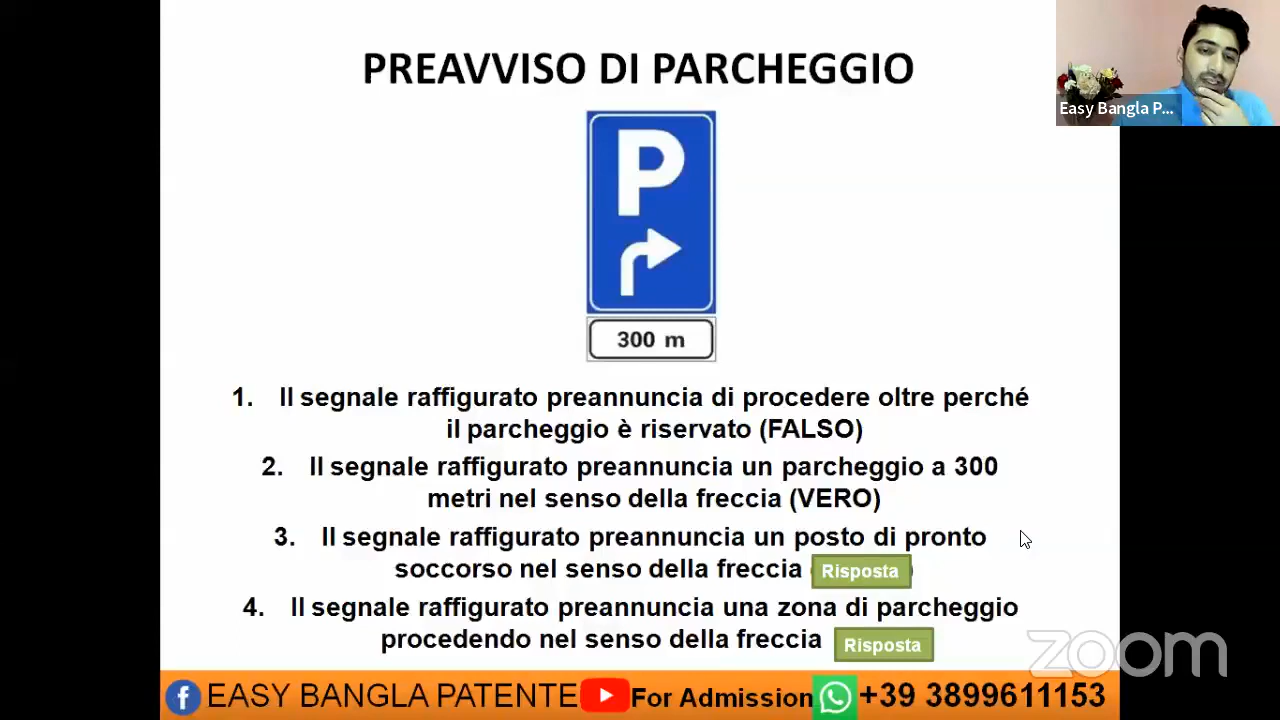 PREAVVISO DI PARCHEGGIO
Easy Bangla P...
P
300 m
1. Il segnale raffigurato preannuncia di procedere oltre perché
il parcheggio è riservato (FALSO)
2. Il segnale raffigurato preannuncia un parcheggio a 300
metri nel senso della freccia (VERO)
3. Il segnale raffigurato preannuncia un posto di pronto
soccorso nel senso della freccia Risposta
4. Il segnale raffigurato preannuncia una zona di parcheggio
procedendo nel senso della freccia Risposta
zoom
EASY BANGLA PATENTE For Admission +39 3899611153